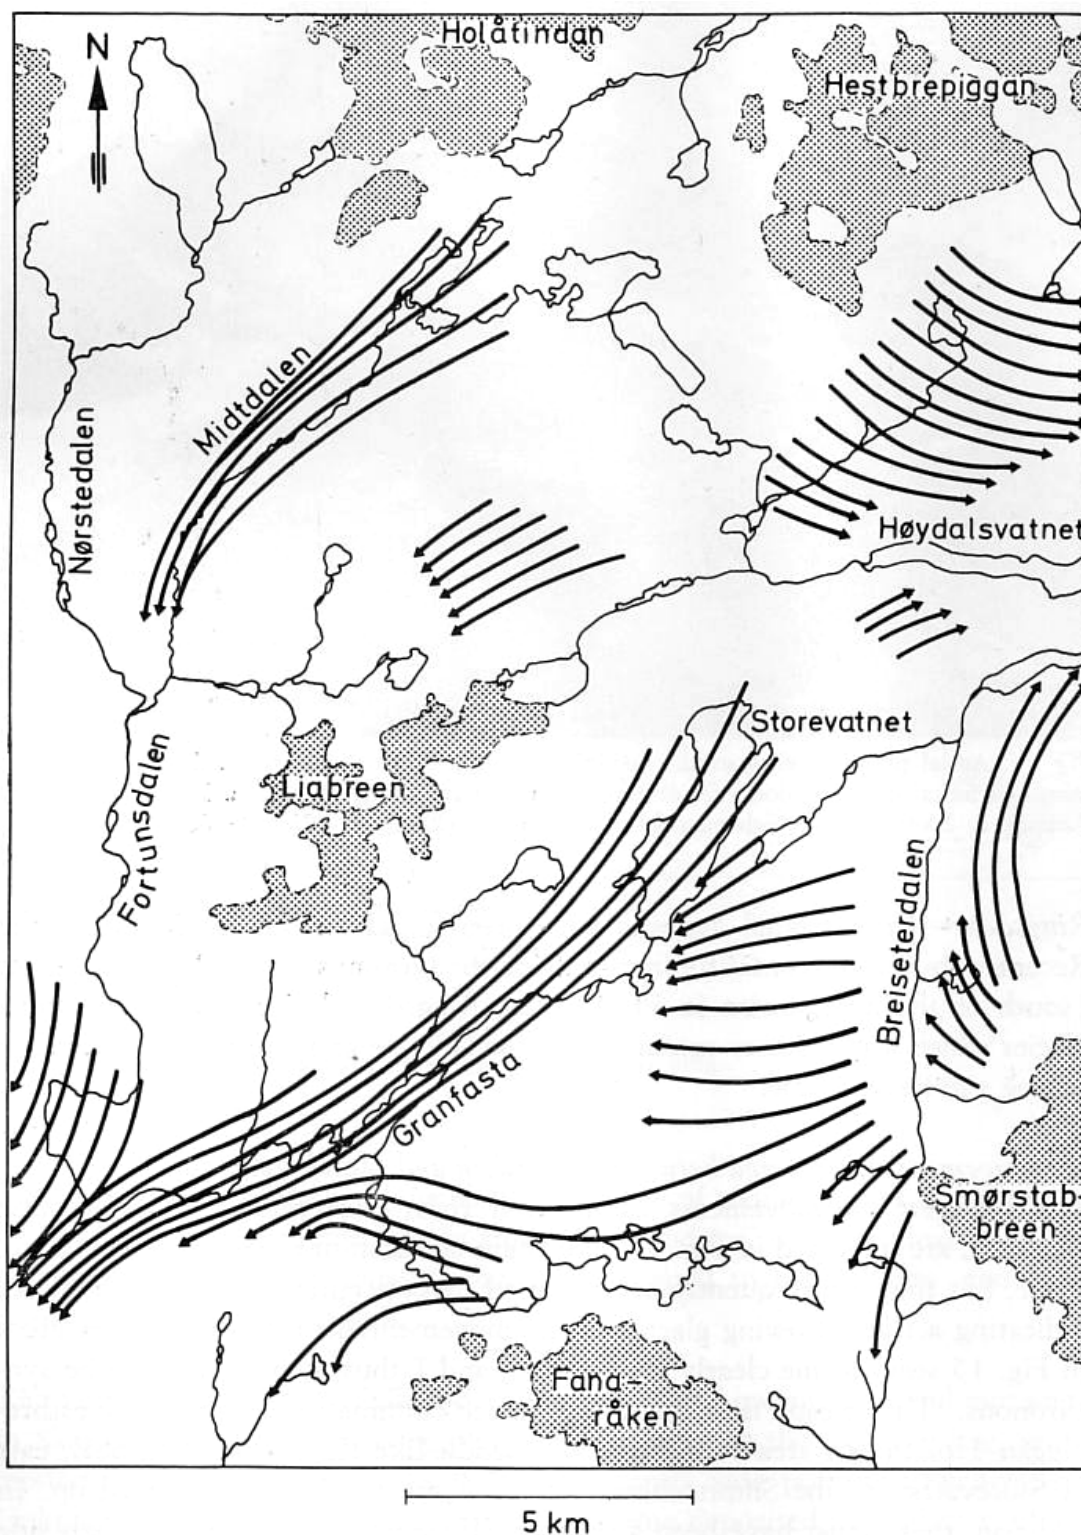 Holåtindan
N
Hestbrepiggan
Midtdalen
Nørstedalen
Høydalsvatnet
Storevatnet
Fortunsdalen
Liabreen
Breiseterdalen
Granfasta
Smørstab-
breen
Fana-
råken
5 km